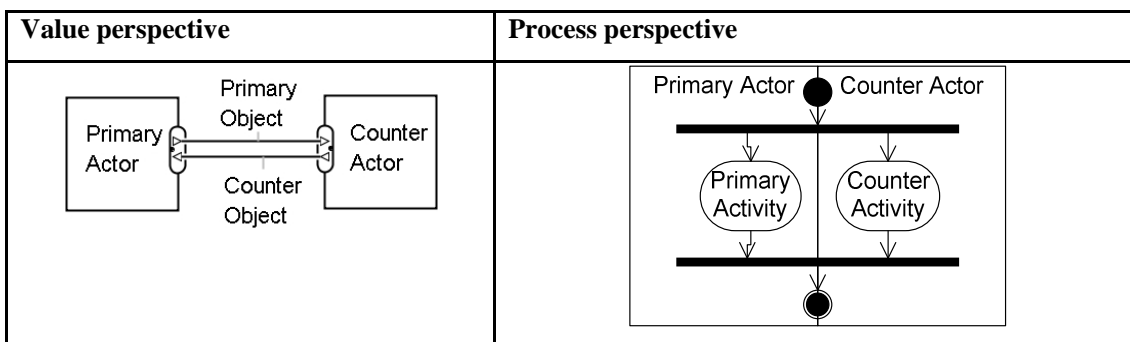 Value perspective
Process perspective
Primary
Object
Primary
Actor
Counter
Actor
Counter
Object
Primary Actor
Counter Actor
Primary
Activity
Counter
Activity